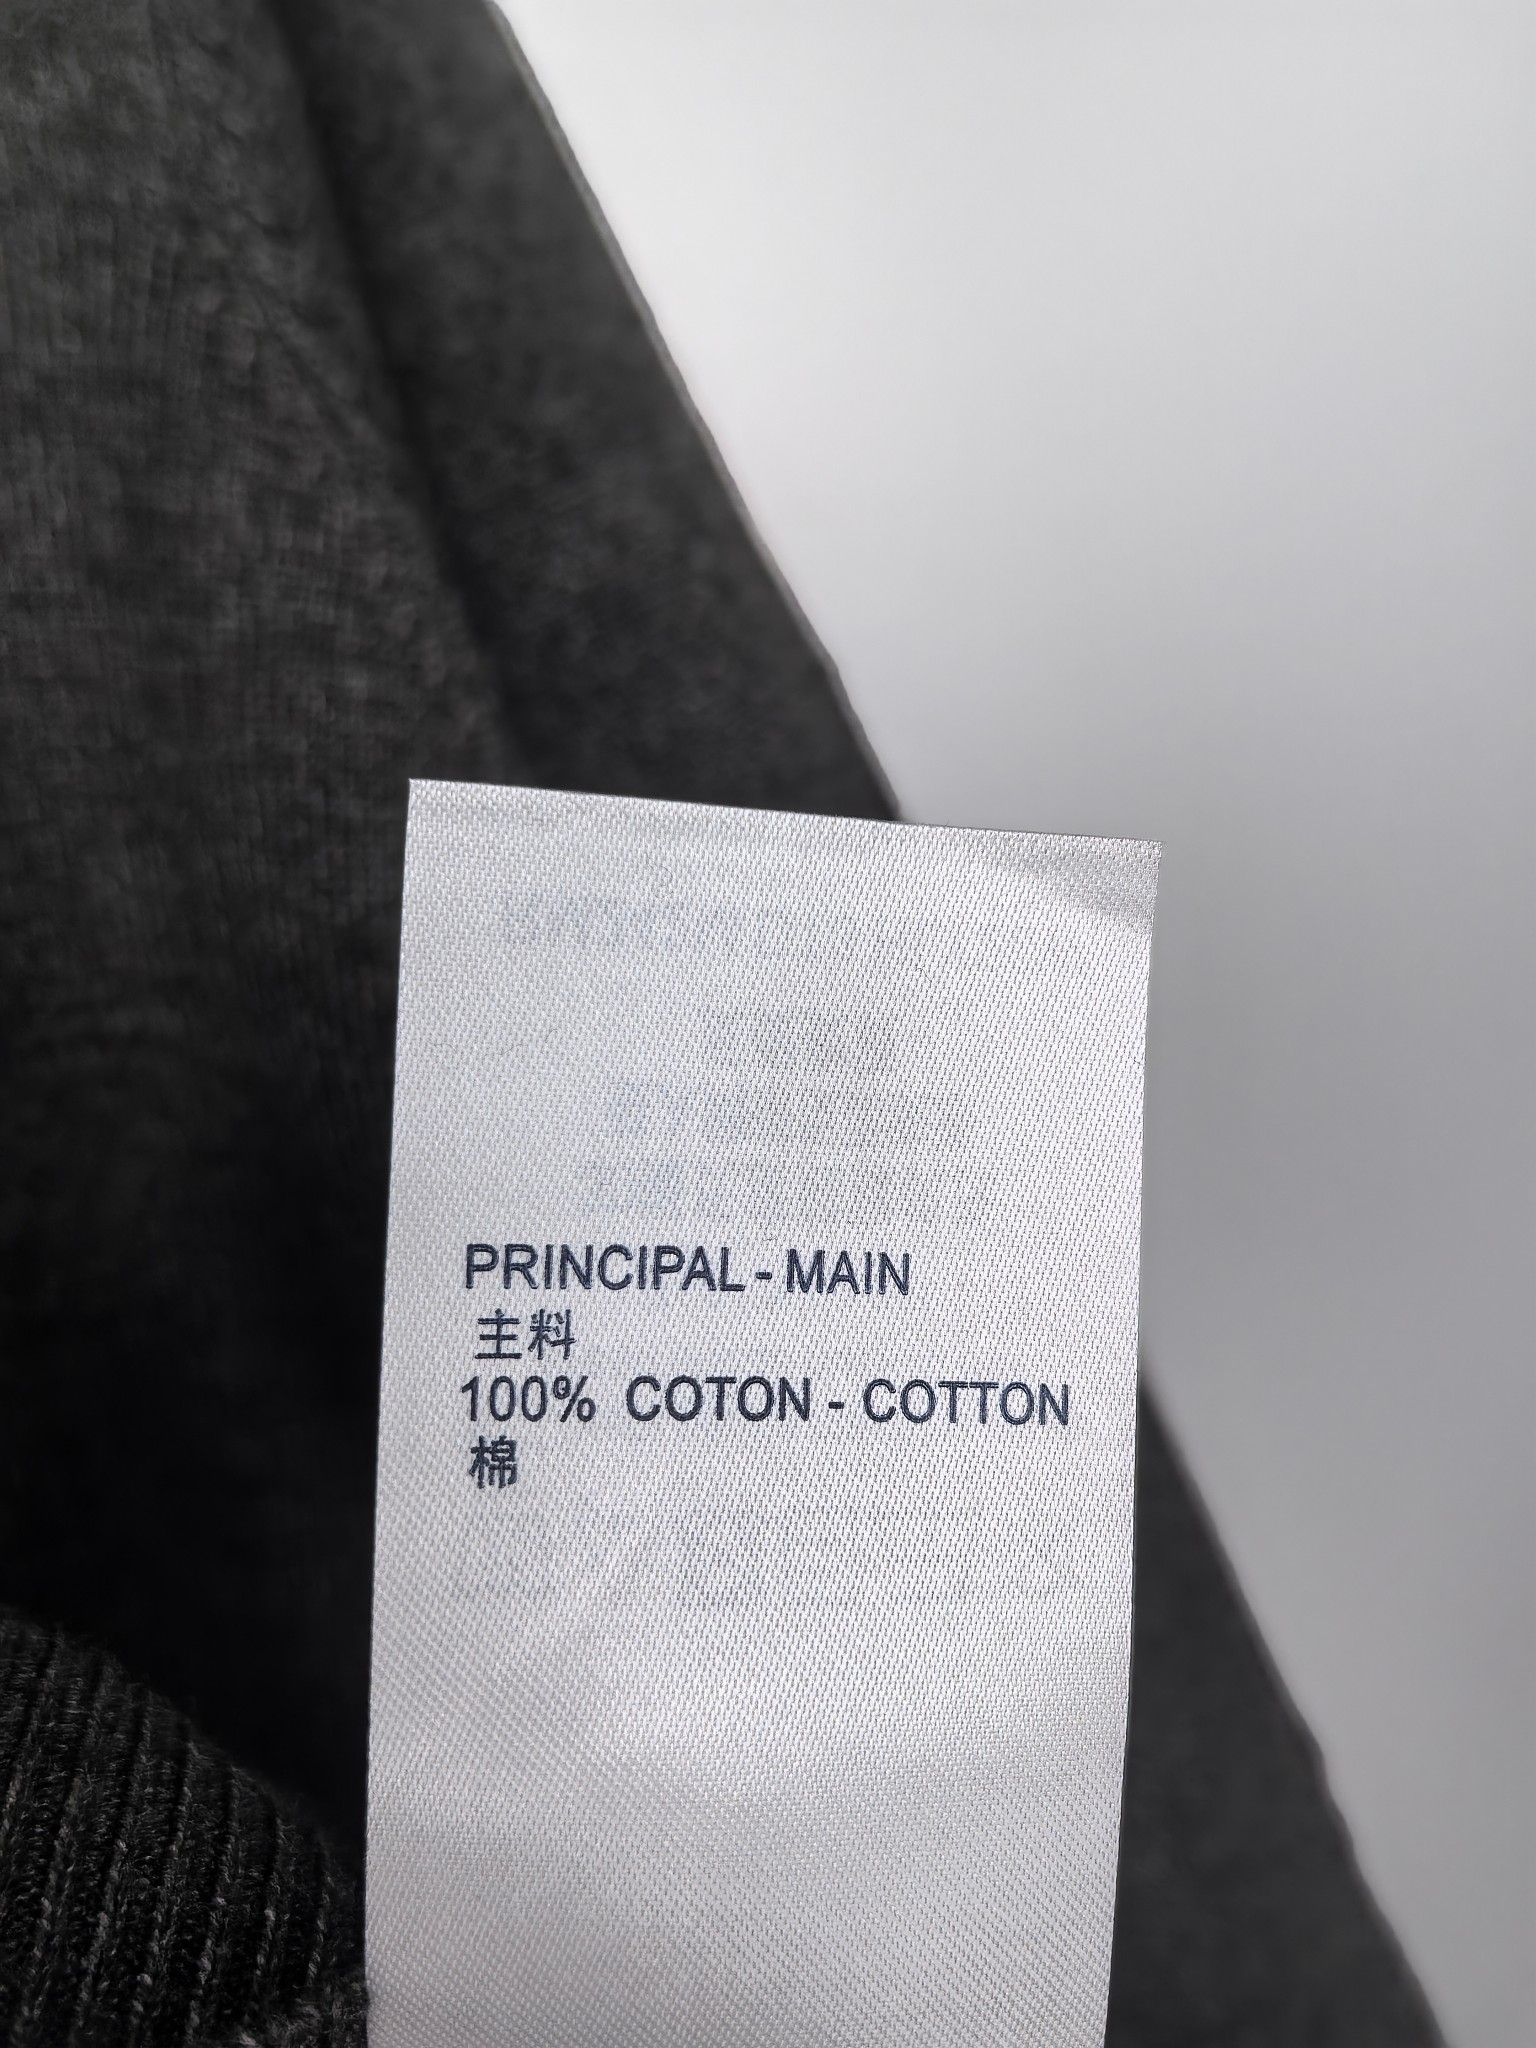 PRINCIPAL - MAIN
主料
100% COTON - COTTON
棉